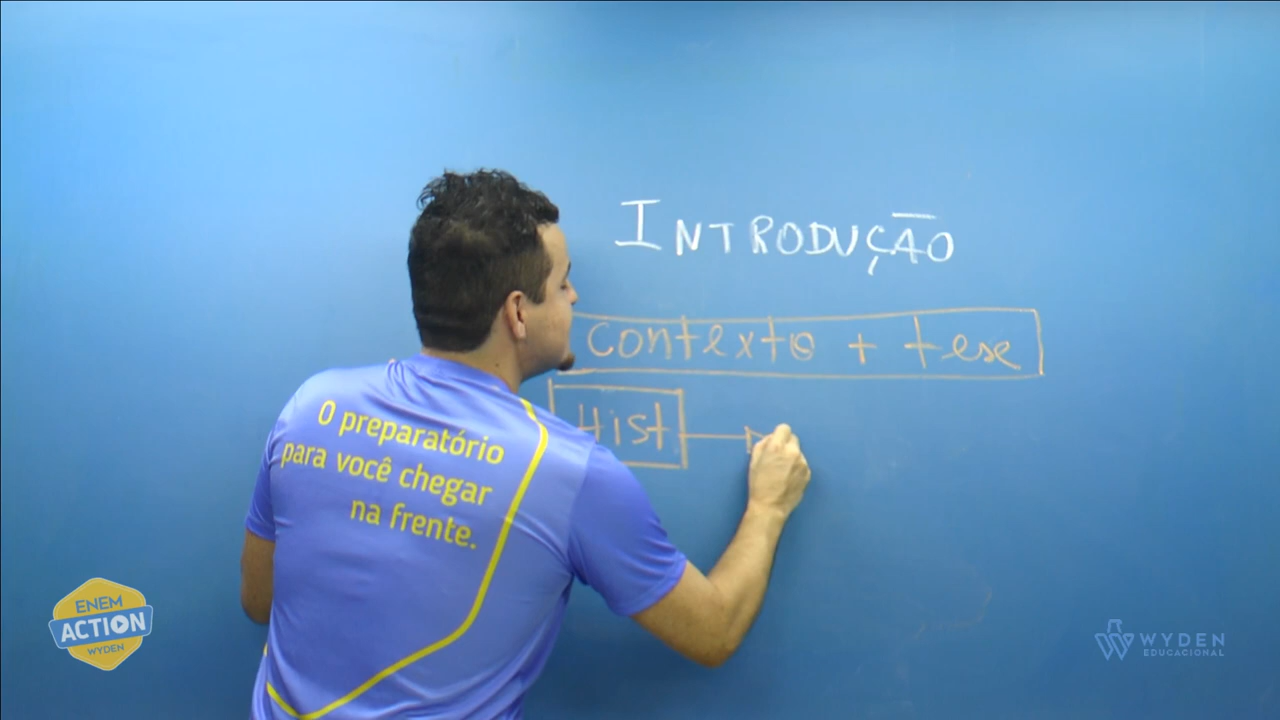 INTRODUÇÃO
contexto + tese
Hist
O preparatório
para você chegar
na frente.
ENEM
ACTION
WYDEN
WYDEN
EDUCACIONAL